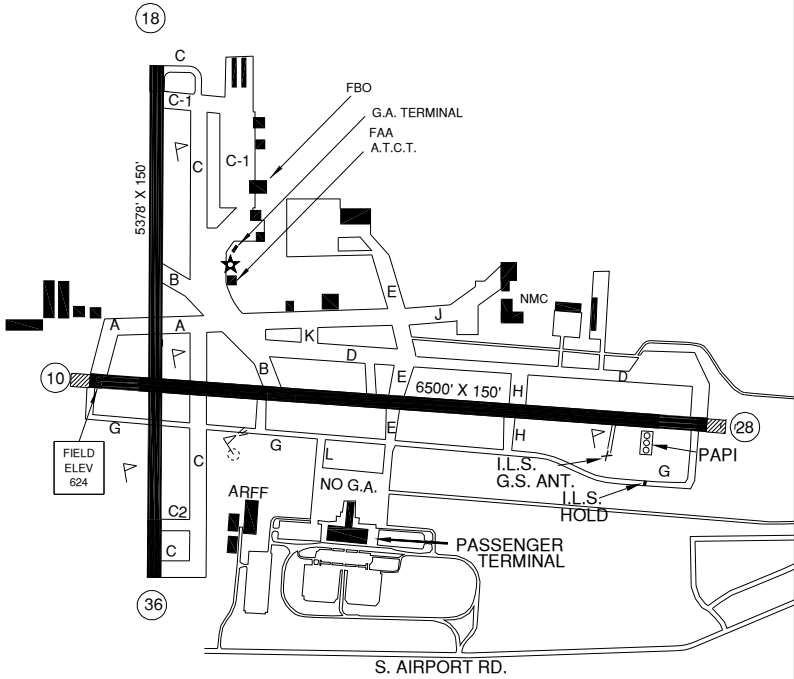 18
C
C-1
FBO
G.A. TERMINAL
FAA
A.T.C.T.
C
C-1
5378' X 150'
B
E
NMC
J
A
A
K
B
D
E
D
10
6500' X 150'
H
28
G
G
E
H
PAPI
FIELD
ELEV
624
C
L
I.L.S.
G.S. ANT.
G
NO G.A.
I.L.S.
HOLD
ARFF
C2
C
PASSENGER
TERMINAL
36
S. AIRPORT RD.